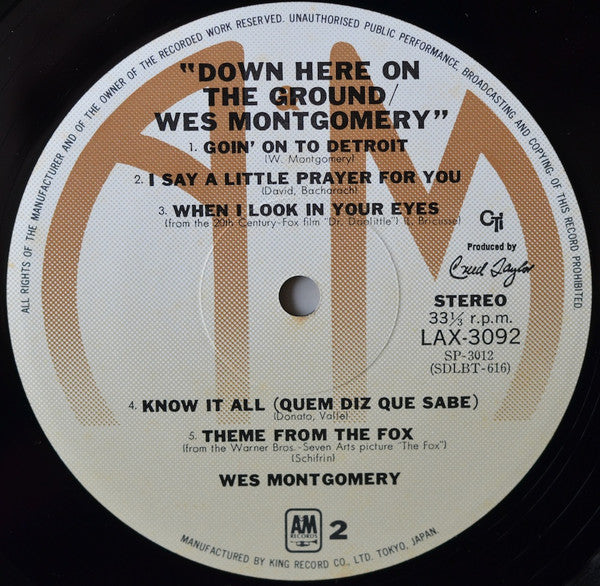 ALL RIGHTS OF THE MANUFACTURER AND OF THE OWNER OF THE RECORDED WORK RESERVED. UNAUTHORISED PUBLIC PERFORMANCE, BROADCASTING AND COPYING OF THIS RECORD PROHIBITED
"DOWN HERE ON
THE GROUND/
WES MONTGOMERY"
1. GOIN' ON TO DETROIT
(W. Montgomery)
2. I SAY A LITTLE PRAYER FOR YOU
(David, Bacharach)
3. WHEN I LOOK IN YOUR EYES
(from the 20th Century-Fox film "Dr. Doolittle") (L. Bricusse)
CTi
Produced by
Creed Taylor
STEREO
33⅓ r.p.m.
LAX-3092
SP-3012
(SDLBT-616)
4. KNOW IT ALL (QUEM DIZ QUE SABE)
(Donato, Valle)
5. THEME FROM THE FOX
(from the Warner Bros.-Seven Arts picture "The Fox")
(Schifrin)
WES MONTGOMERY
A&M
RECORDS
2
MANUFACTURED BY KING RECORD CO., LTD. TOKYO, JAPAN.